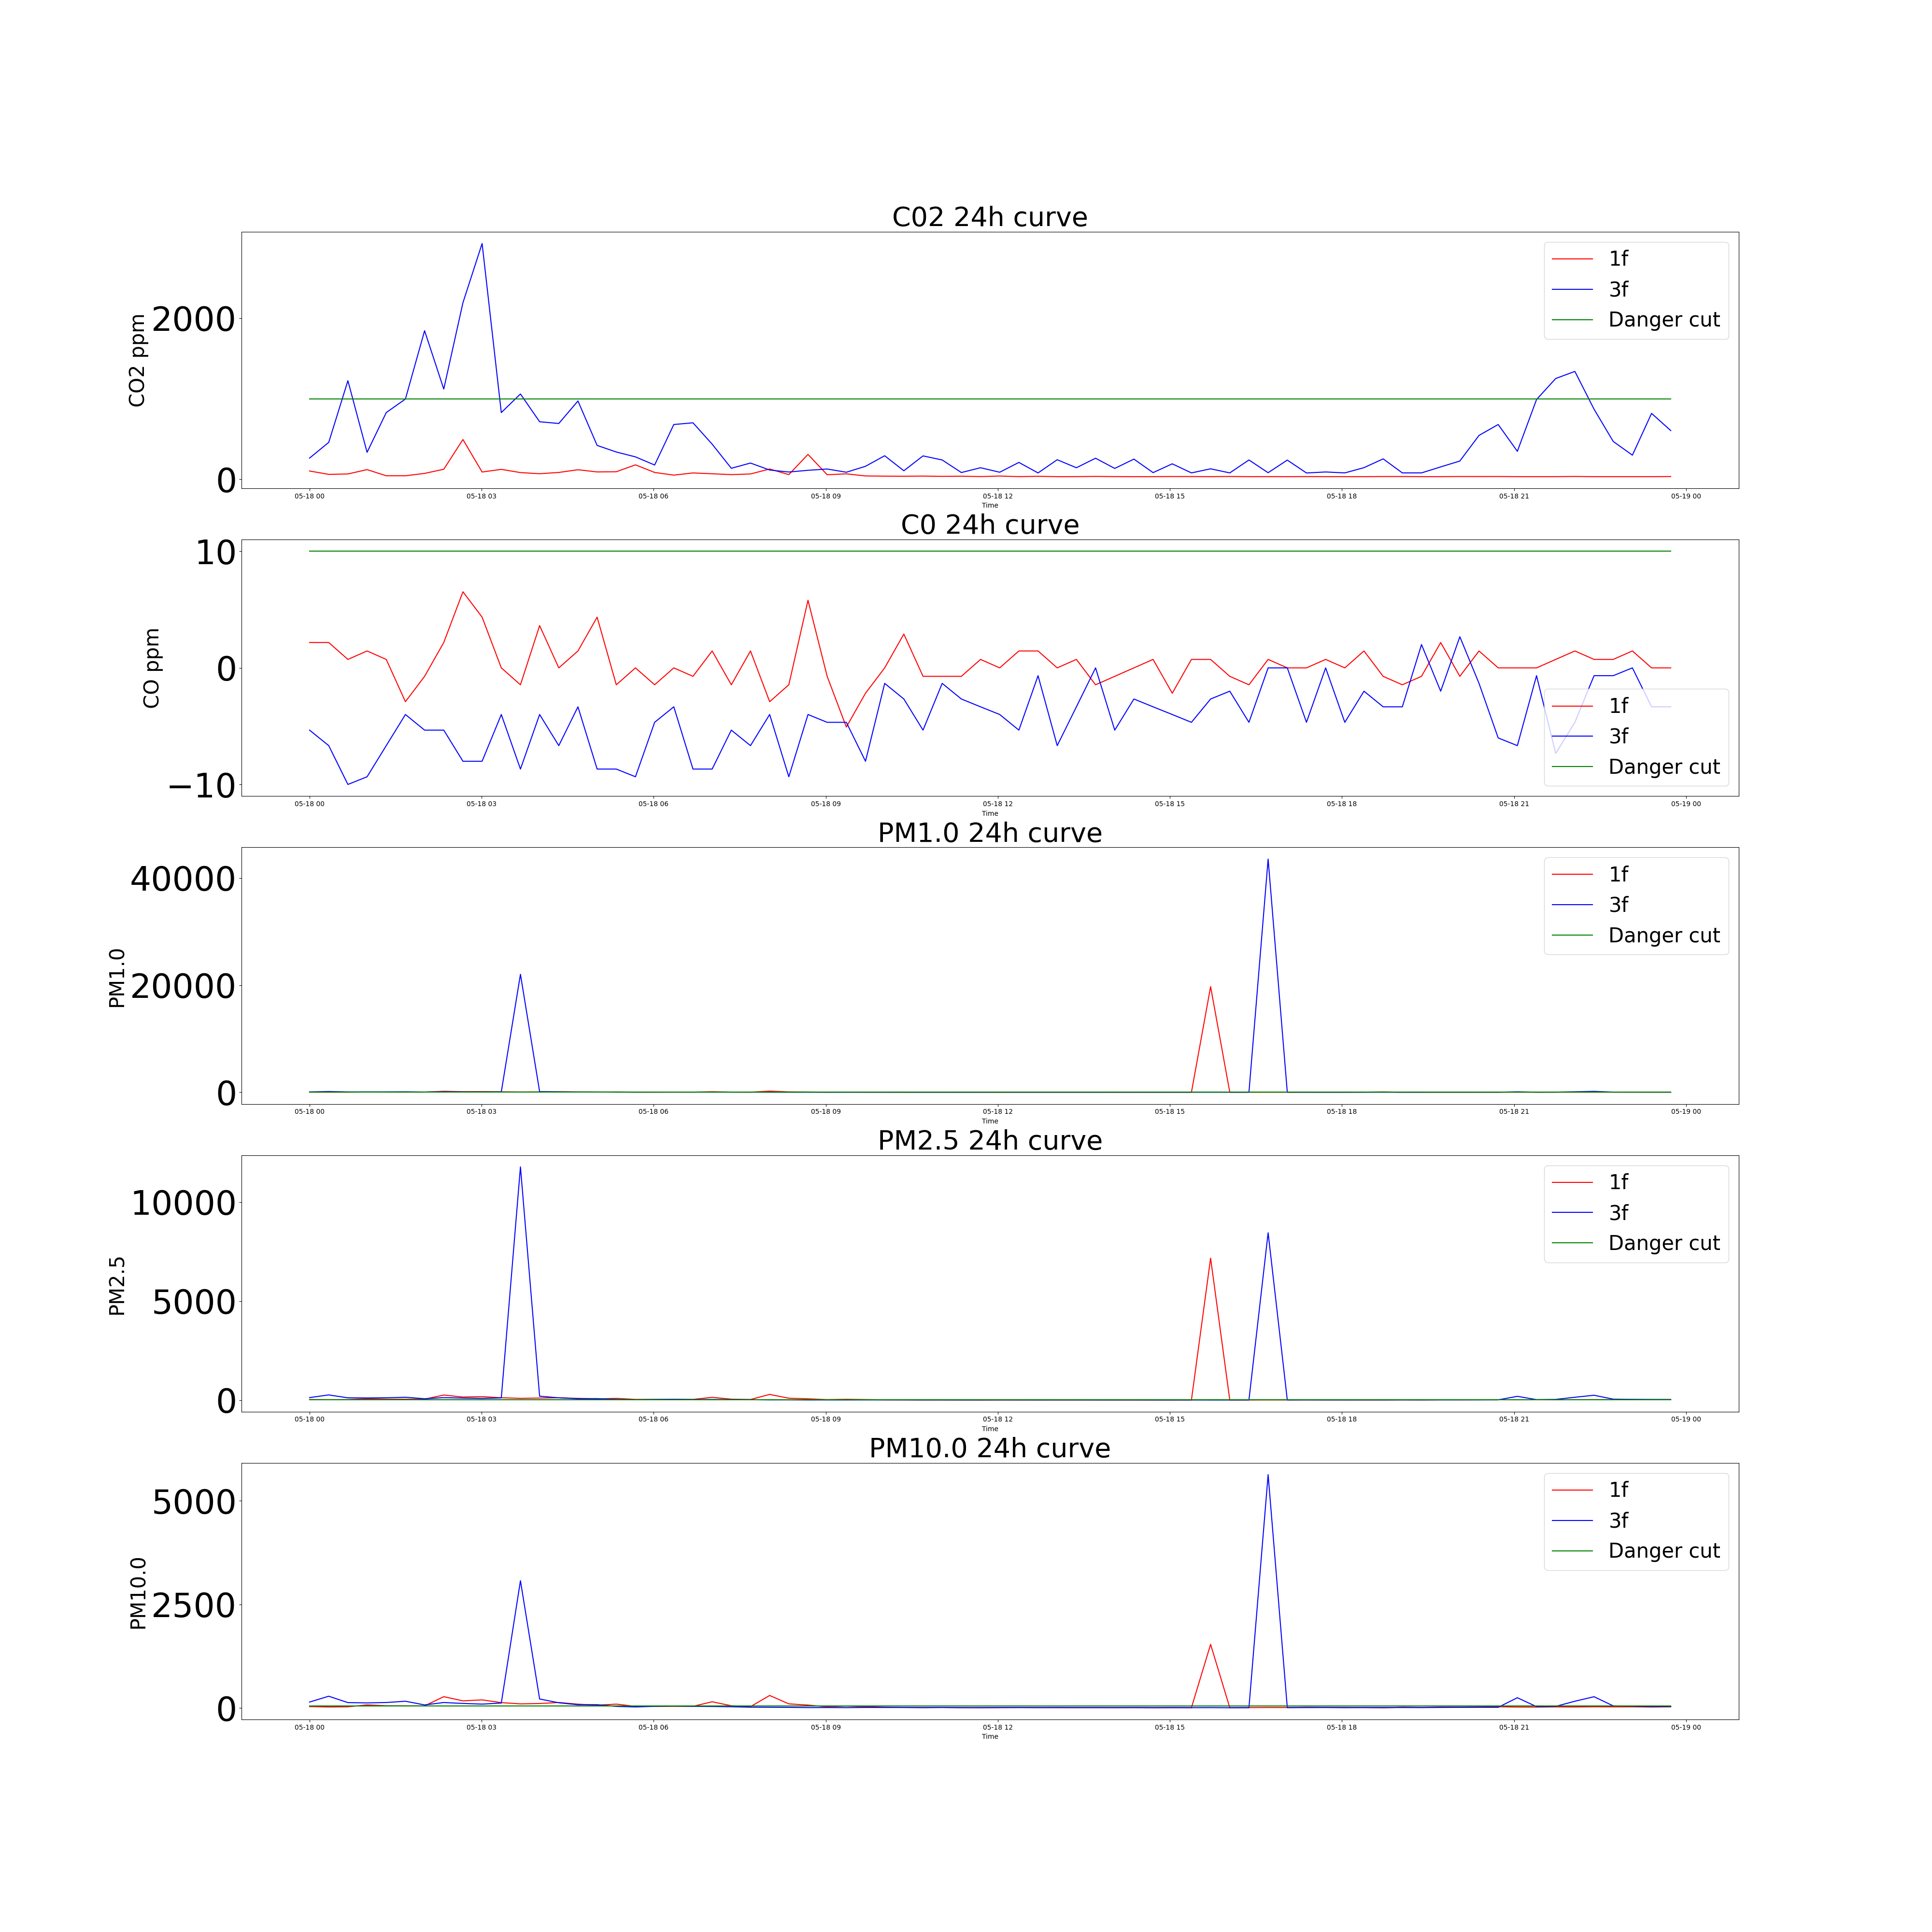 C02 24h curve
CO2 ppm
2000
0
1f
3f
Danger cut
05-18 00 05-18 03 05-18 06 05-18 09 05-18 12 05-18 15 05-18 18 05-18 21 05-19 00
Time
C0 24h curve
CO ppm
10
0
−10
1f
3f
Danger cut
05-18 00 05-18 03 05-18 06 05-18 09 05-18 12 05-18 15 05-18 18 05-18 21 05-19 00
Time
PM1.0 24h curve
PM1.0
40000
20000
0
1f
3f
Danger cut
05-18 00 05-18 03 05-18 06 05-18 09 05-18 12 05-18 15 05-18 18 05-18 21 05-19 00
Time
PM2.5 24h curve
PM2.5
10000
5000
0
1f
3f
Danger cut
05-18 00 05-18 03 05-18 06 05-18 09 05-18 12 05-18 15 05-18 18 05-18 21 05-19 00
Time
PM10.0 24h curve
PM10.0
5000
2500
0
1f
3f
Danger cut
05-18 00 05-18 03 05-18 06 05-18 09 05-18 12 05-18 15 05-18 18 05-18 21 05-19 00
Time